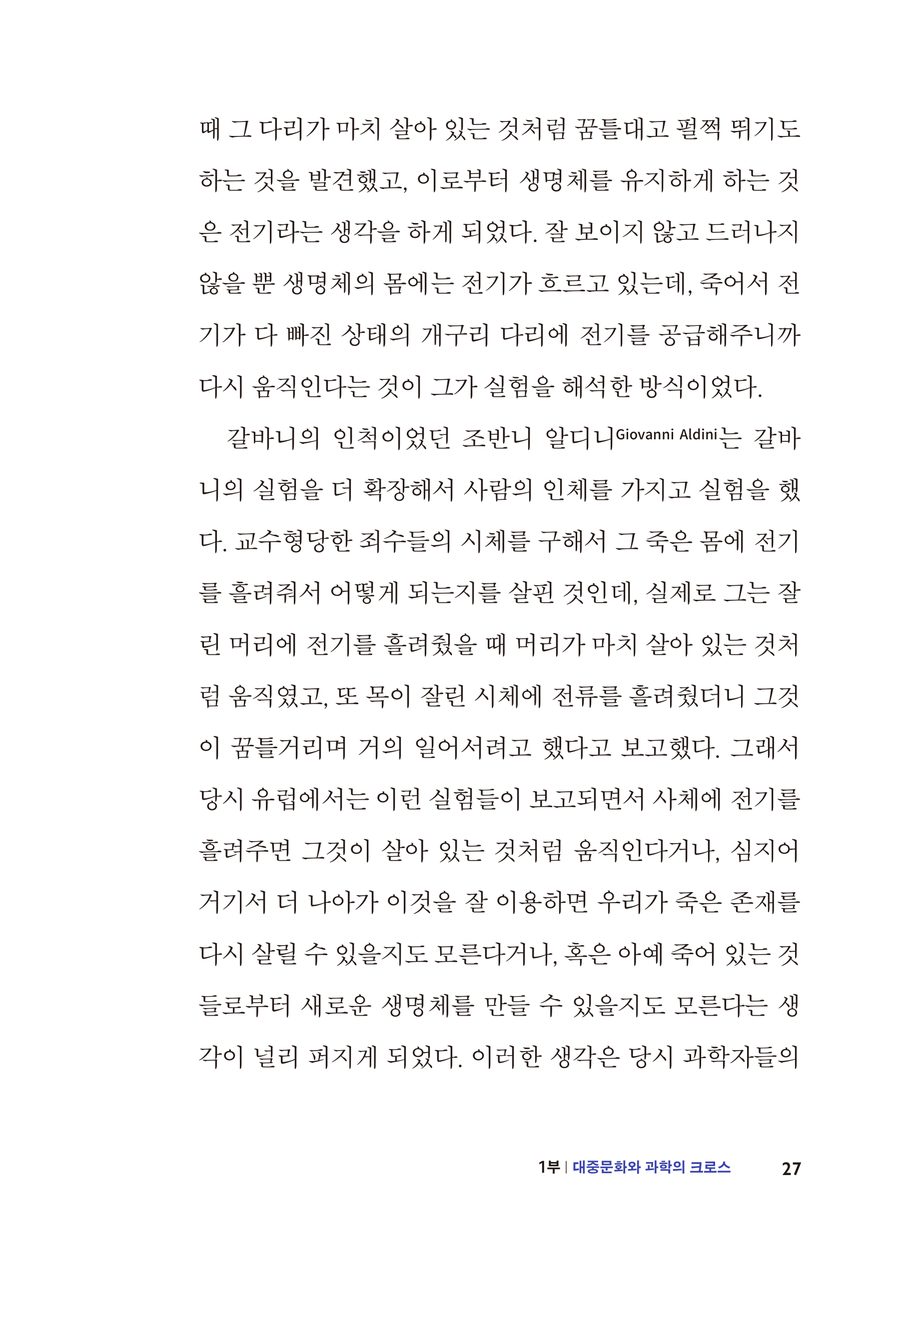 때 그 다리가 마치 살아 있는 것처럼 꿈틀대고 펄쩍 뛰기도
하는 것을 발견했고, 이로부터 생명체를 유지하게 하는 것
은 전기라는 생각을 하게 되었다. 잘 보이지 않고 드러나지
않을 뿐 생명체의 몸에는 전기가 흐르고 있는데, 죽어서 전
기가 다 빠진 상태의 개구리 다리에 전기를 공급해주니까
다시 움직인다는 것이 그가 실험을 해석한 방식이었다.
갈바니의 인척이었던 조반니 알디니Giovanni Aldini는 갈바
니의 실험을 더 확장해서 사람의 인체를 가지고 실험을 했
다. 교수형당한 죄수들의 시체를 구해서 그 죽은 몸에 전기
를 흘려줘서 어떻게 되는지를 살핀 것인데, 실제로 그는 잘
린 머리에 전기를 흘려줬을 때 머리가 마치 살아 있는 것처
럼 움직였고, 또 목이 잘린 시체에 전류를 흘려줬더니 그것
이 꿈틀거리며 거의 일어서려고 했다고 보고했다. 그래서
당시 유럽에서는 이런 실험들이 보고되면서 사체에 전기를
흘려주면 그것이 살아 있는 것처럼 움직인다거나, 심지어
거기서 더 나아가 이것을 잘 이용하면 우리가 죽은 존재를
다시 살릴 수 있을지도 모른다거나, 혹은 아예 죽어 있는 것
들로부터 새로운 생명체를 만들 수 있을지도 모른다는 생
각이 널리 퍼지게 되었다. 이러한 생각은 당시 과학자들의
1부 | 대중문화와 과학의 크로스 27